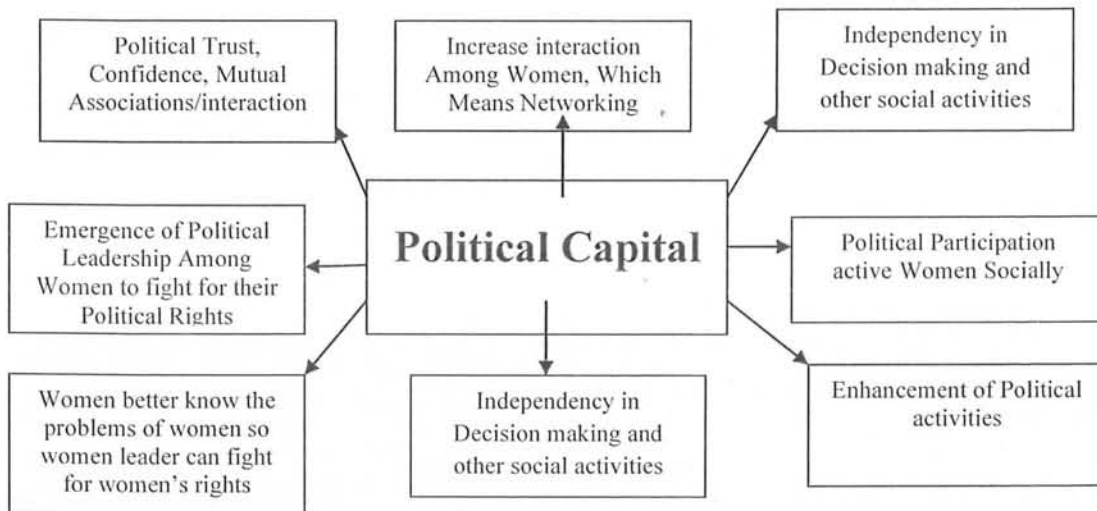 Political Trust,
Confidence, Mutual
Associations/interaction
Increase interaction
Among Women, Which
Means Networking
Independency in
Decision making and
other social activities
Emergence of Political
Leadership Among
Women to fight for their
Political Rights
Political Capital
Political Participation
active Women Socially
Women better know the
problems of women so
women leader can fight
for women's rights
Independency in
Decision making and
other social activities
Enhancement of Political
activities